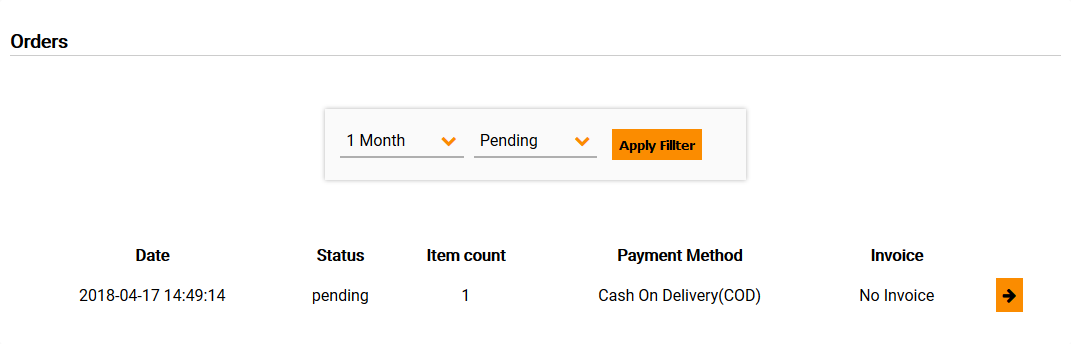 Orders
1 Month Pending Apply Fillter
Date Status Item count Payment Method Invoice
2018-04-17 14:49:14 pending 1 Cash On Delivery(COD) No Invoice